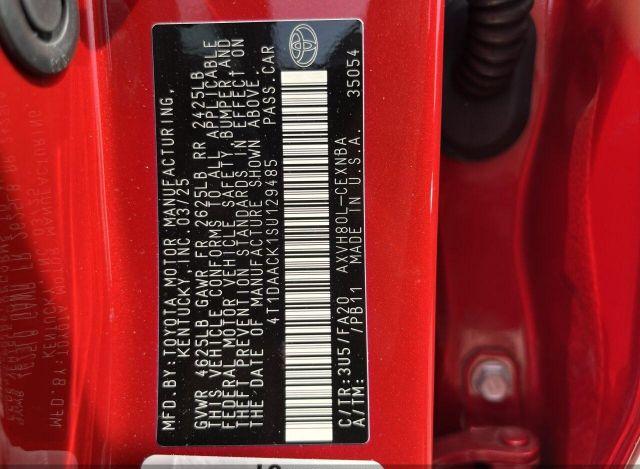 MFD.BY:TOYOTA MOTOR MANUFACTURING,
KENTUCKY, INC. 03/25
GVWR 4625LB GAWR FR 2625LB RR 2425LB
THIS VEHICLE CONFORMS TO ALL APPLICABLE
FEDERAL MOTOR VEHICLE SAFETY, BUMPER, AND
THEFT PREVENTION STANDARDS IN EFFECT ON
THE DATE OF MANUFACTURE SHOWN ABOVE.
4T1DAACK1SU129485 PASS.CAR
C/TR:3U5/FA20 AXVH80L-CEXNBA
A/TM: /PB11 MADE IN U.S.A. 35054